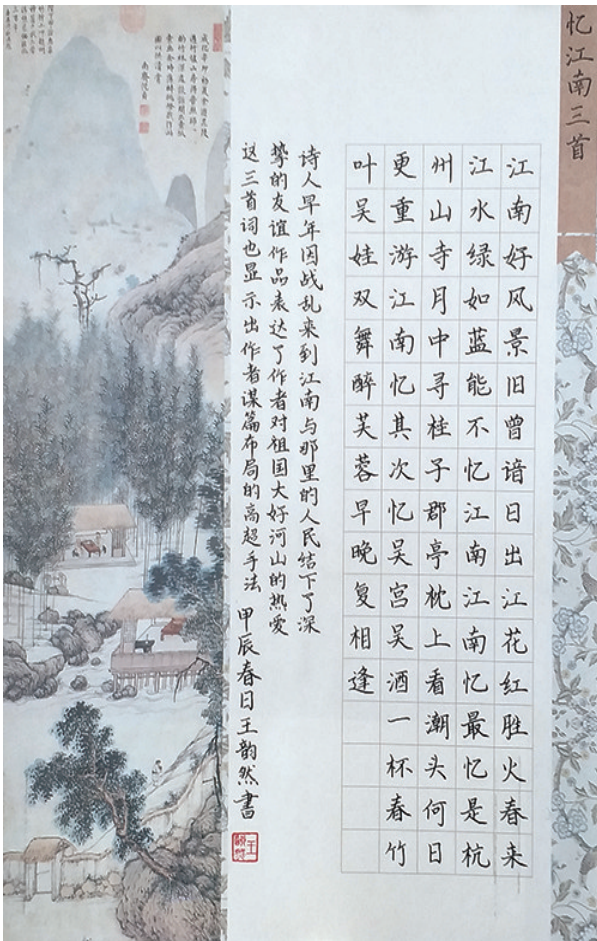 忆江南三首
江南好风景旧曾谙日出江花红胜火春来
江水绿如蓝能不忆江南江南忆最忆是杭
州山寺月中寻桂子郡亭枕上看潮头何日
更重游江南忆其次忆吴宫吴酒一杯春竹
叶吴娃双舞醉芙蓉早晚复相逢
诗人早年因战乱来到江南与那里的人民结下了深
挚的友谊作品表达了作者对祖国大好河山的热爱
这三首词也显示出作者谋篇布局的高超手法 甲辰春日王韵然書